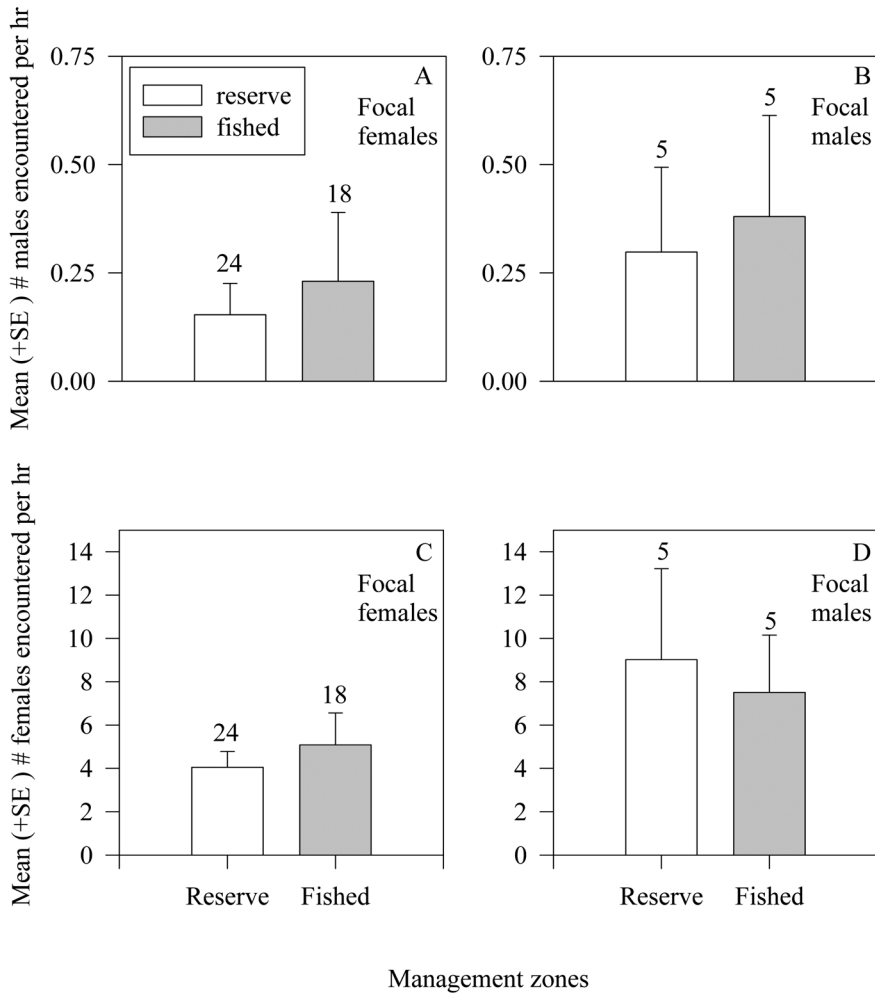 Mean (+SE ) # males encountered per hr
0.75
0.50
0.25
0.00
reserve
fished
A
Focal
females
24
18
0.75
0.50
0.25
0.00
B
Focal
males
5
5
Mean (+SE ) # females encountered per hr
14
12
10
8
6
4
2
0
C
Focal
females
24
18
Reserve
Fished
14
12
10
8
6
4
2
0
D
Focal
males
5
5
Reserve
Fished
Management zones